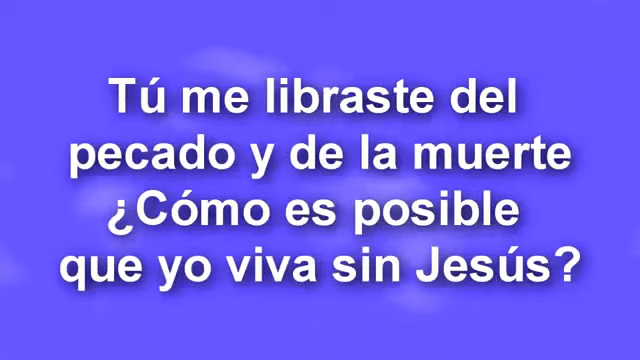 Tú me libraste del
pecado y de la muerte
¿Cómo es posible
que yo viva sin Jesús?